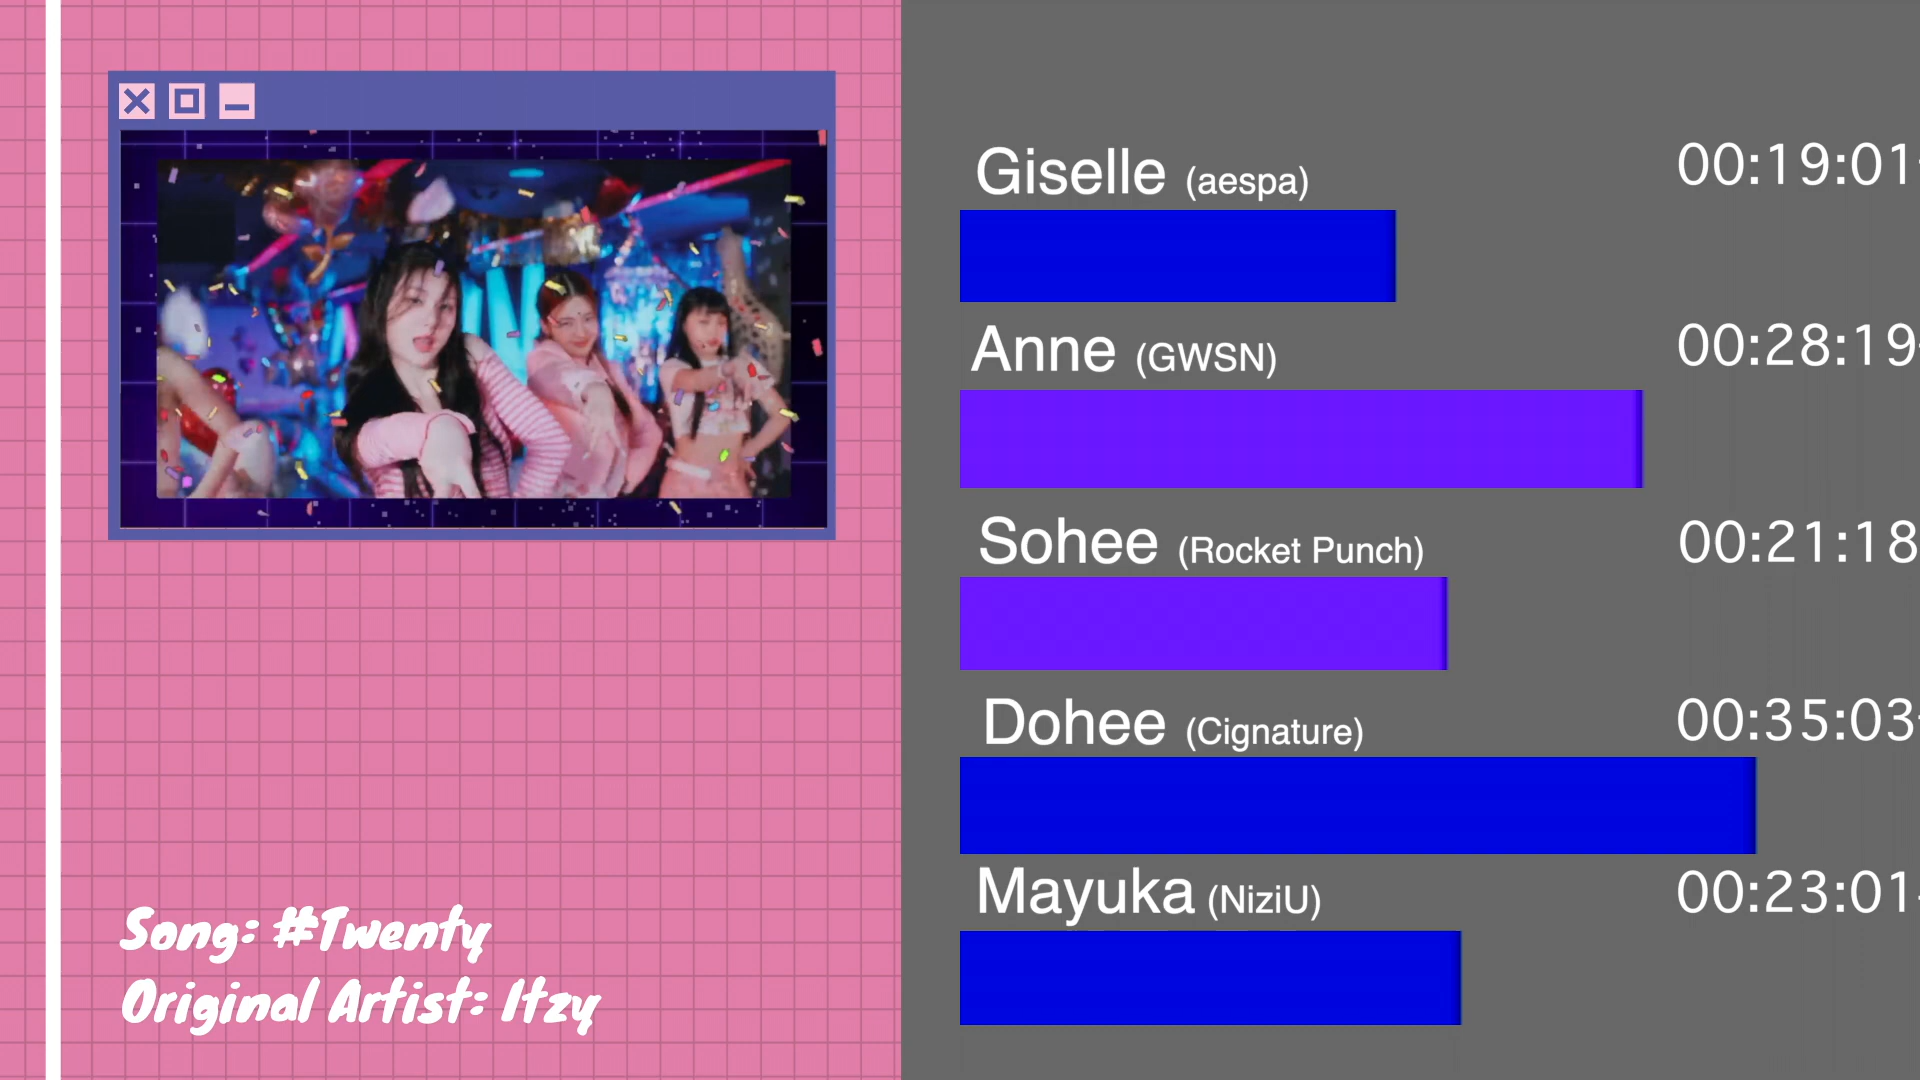 Giselle (aespa) 00:19:01
Anne (GWSN) 00:28:19
Sohee (Rocket Punch) 00:21:18
Dohee (Cignature) 00:35:03
Mayuka (NiziU) 00:23:01
Song: #Twenty
Original Artist: Itzy